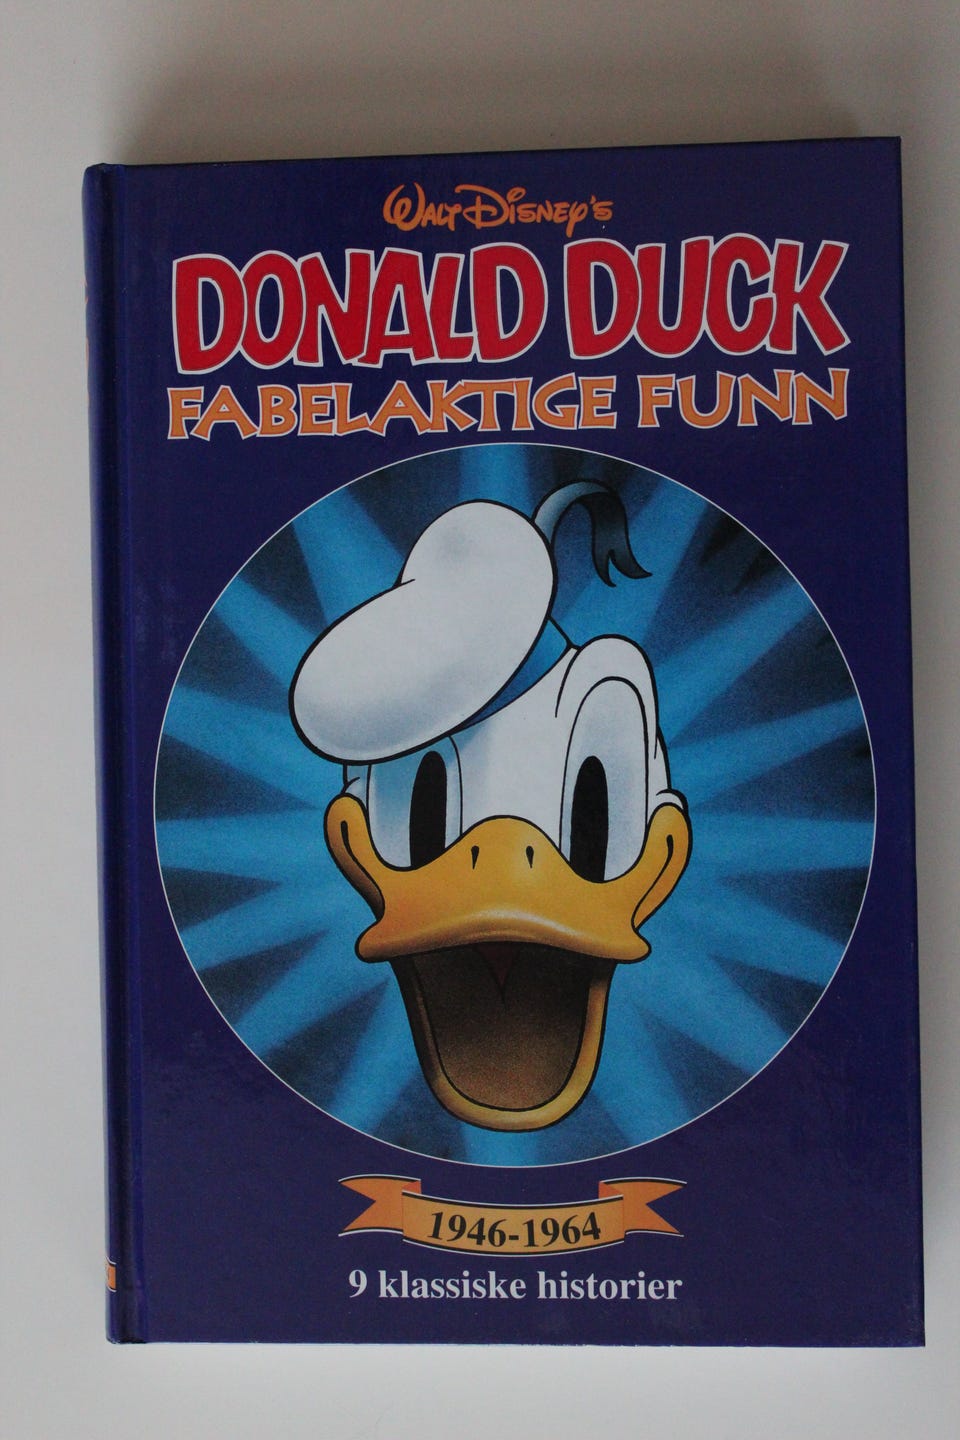 WALT DISNEY'S
DONALD DUCK
FABELAKTIGE FUNN
1946-1964
9 klassiske historier